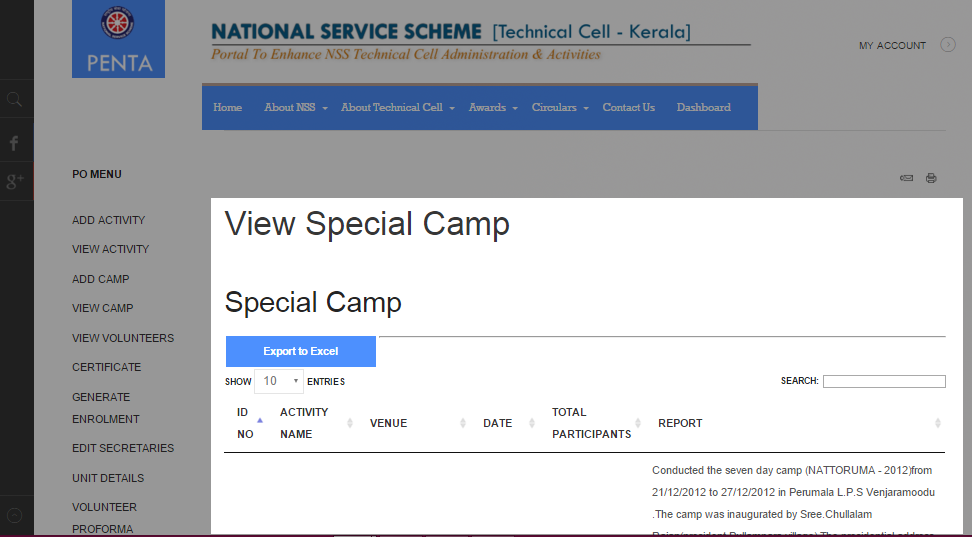 NATIONAL SERVICE SCHEME [Technical Cell - Kerala]
Portal To Enhance NSS Technical Cell Administration & Activities
PENTA
MY ACCOUNT
Home About NSS About Technical Cell Awards Circulars Contact Us Dashboard
PO MENU
ADD ACTIVITY
VIEW ACTIVITY
ADD CAMP
VIEW CAMP
VIEW VOLUNTEERS
CERTIFICATE
GENERATE
ENROLMENT
EDIT SECRETARIES
UNIT DETAILS
VOLUNTEER
PROFORMA
View Special Camp
Special Camp
Export to Excel
SHOW 10 ENTRIES
SEARCH:
ID NO
ACTIVITY NAME
VENUE
DATE
TOTAL PARTICIPANTS
REPORT
Conducted the seven day camp (NATTORUMA - 2012)from
21/12/2012 to 27/12/2012 in Perumala L.P.S Venjaramoodu
.The camp was inaugurated by Sree.Chullalam